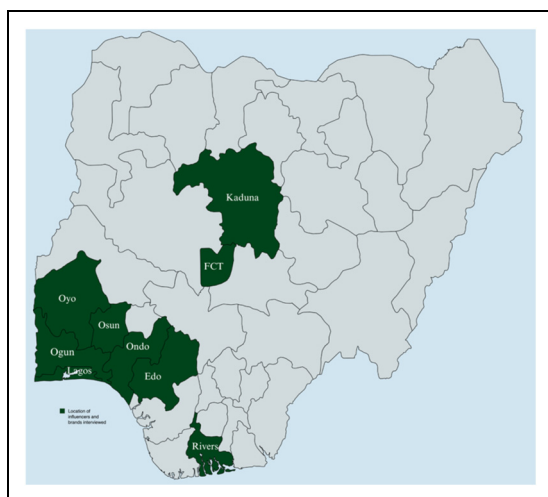 Kaduna
FCT
Oyo
Osun
Ondo
Ogun
Lagos
Edo
Rivers
Location of
influencers and
brands interviewed